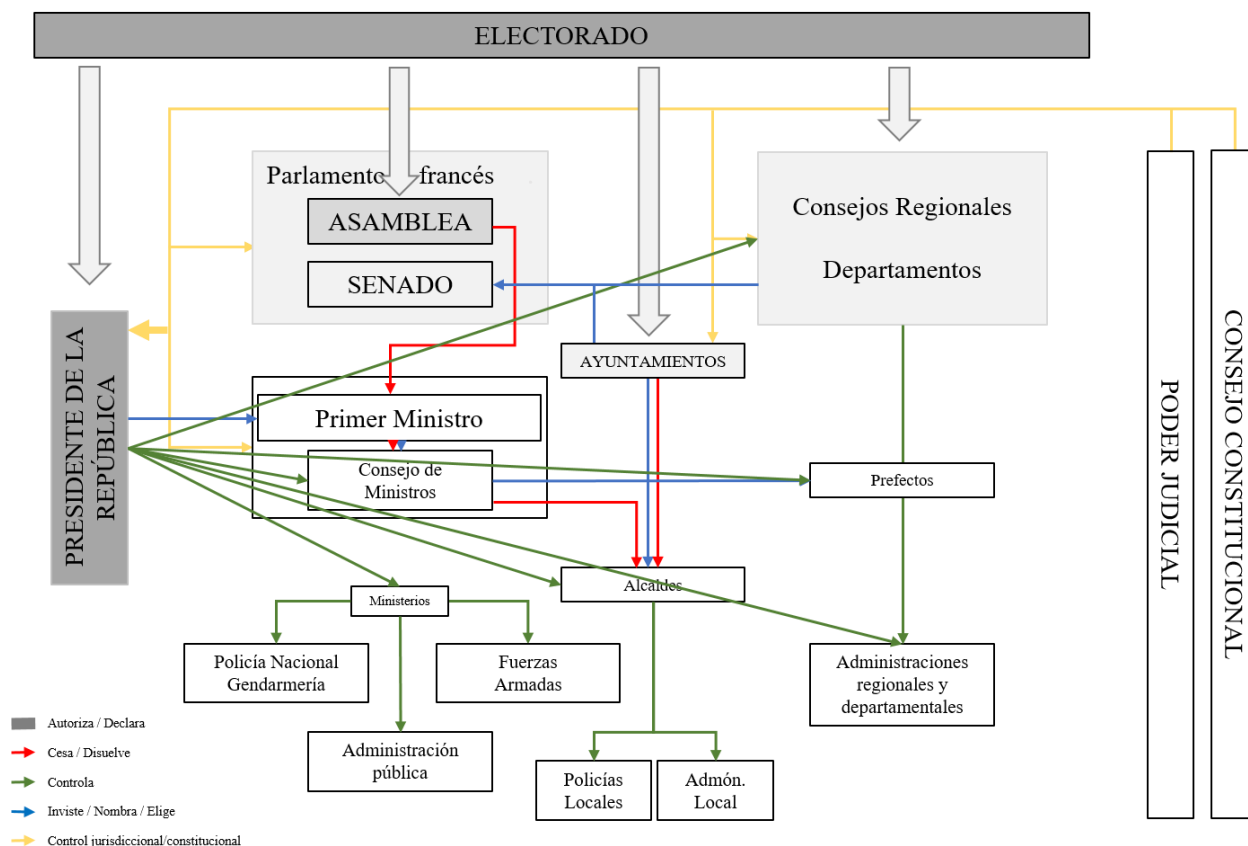 ELECTORADO
Parlamento francés
ASAMBLEA
SENADO
Consejos Regionales
Departamentos
AYUNTAMIENTOS
PRESIDENTE DE LA
REPÚBLICA
Primer Ministro
Consejo de
Ministros
Prefectos
Alcaldes
Ministerios
Policía Nacional
Gendarmería
Fuerzas
Armadas
Administración
pública
Policías
Locales
Admón.
Local
Administraciones
regionales y
departamentales
PODER JUDICIAL
CONSEJO CONSTITUCIONAL
Autoriza / Declara
Cesa / Disuelve
Controla
Inviste / Nombra / Elige
Control jurisdiccional/constitucional